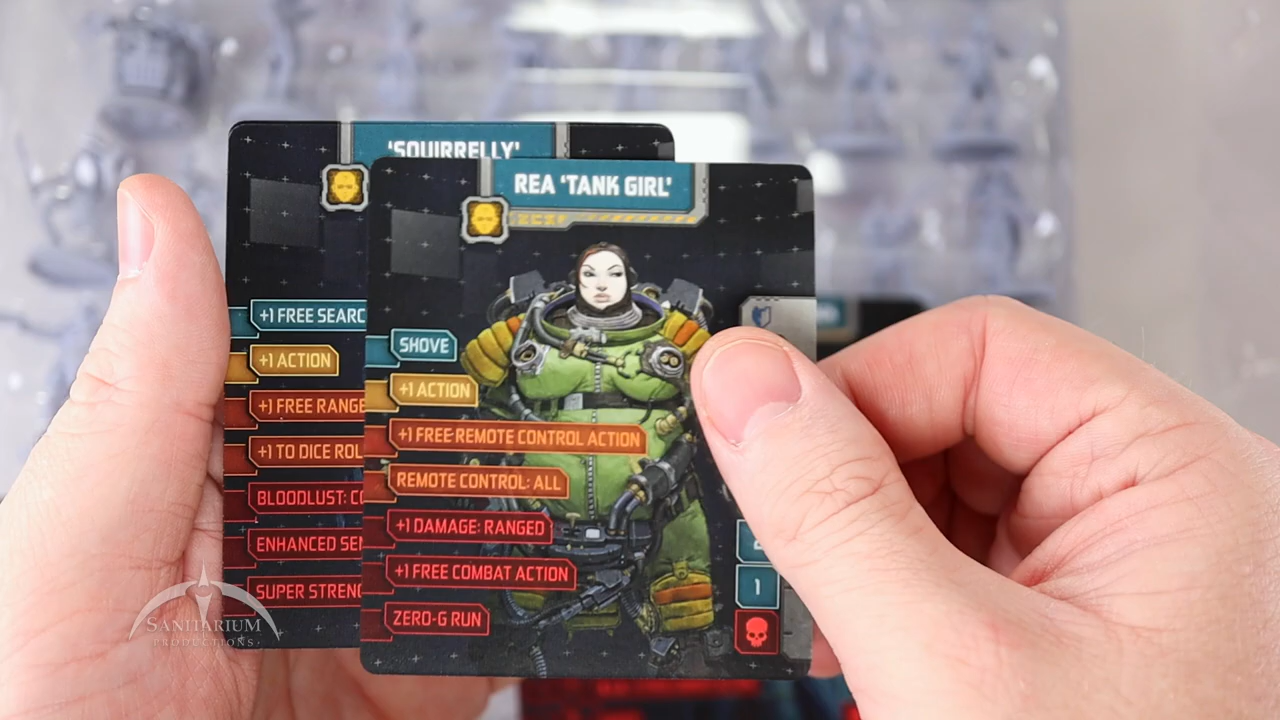 'SQUIRRELLY'
+1 FREE SEARC
+1 ACTION
+1 FREE RANGE
+1 TO DICE ROL
BLOODLUST: CO
ENHANCED SEN
SUPER STRENG
REA 'TANK GIRL'
SHOVE
+1 ACTION
+1 FREE REMOTE CONTROL ACTION
REMOTE CONTROL: ALL
+1 DAMAGE: RANGED
+1 FREE COMBAT ACTION
ZERO-G RUN
1
SANITARIUM
PRODUCTIONS